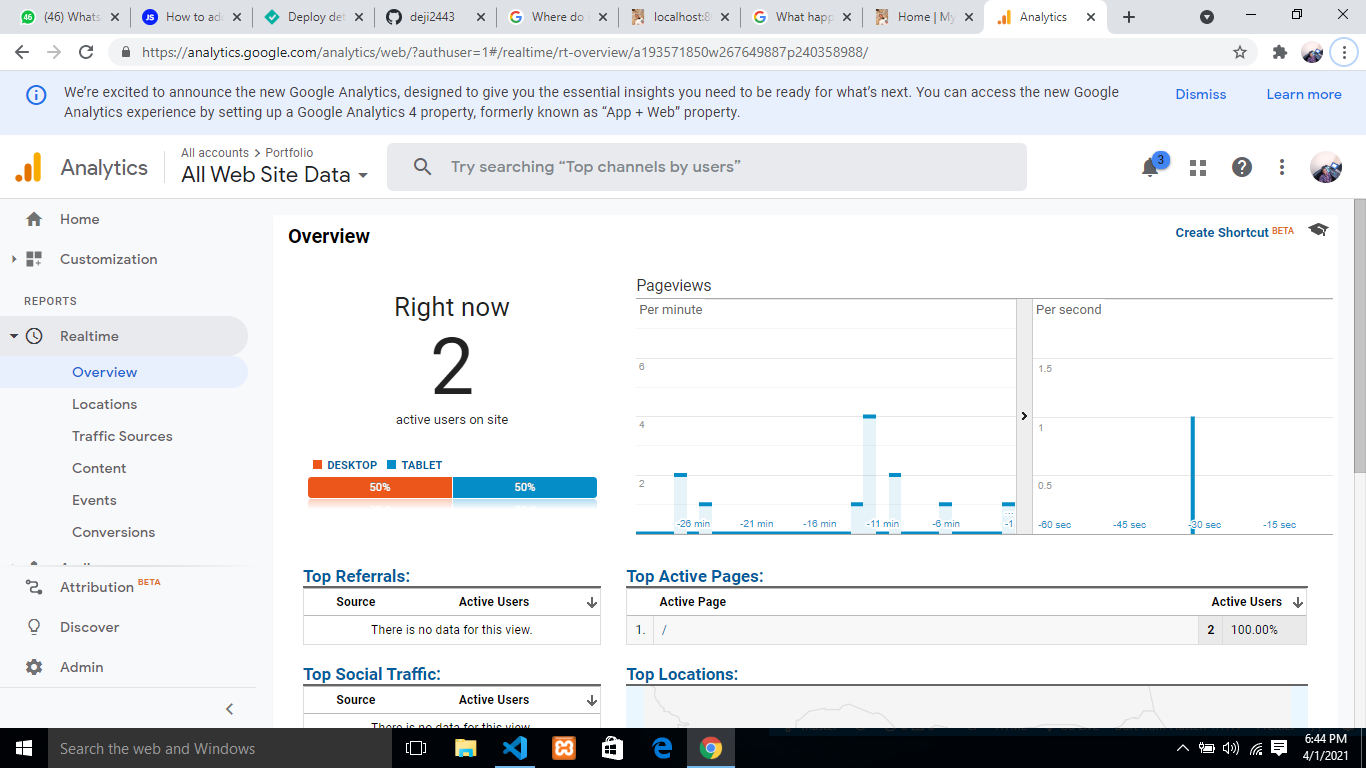 46
(46) Whats
How to ad
Deploy det
deji2443
Where do
localhost:8
What happ
Home | My
Analytics
https://analytics.google.com/analytics/web/?authuser=1#/realtime/rt-overview/a193571850w267649887p240358988/
We’re excited to announce the new Google Analytics, designed to give you the essential insights you need to be ready for what’s next. You can access the new Google
Analytics experience by setting up a Google Analytics 4 property, formerly known as “App + Web” property.
Dismiss
Learn more
Analytics
All accounts > Portfolio
All Web Site Data
Try searching “Top channels by users”
3
Home
Customization
REPORTS
Realtime
Overview
Locations
Traffic Sources
Content
Events
Conversions
Attribution BETA
Discover
Admin
Overview
Create Shortcut BETA
Right now
2
active users on site
DESKTOP
TABLET
50%
50%
Pageviews
Per minute
6
4
2
-26 min
-21 min
-16 min
-11 min
-6 min
-1
Per second
1.5
1
0.5
-60 sec
-45 sec
-30 sec
-15 sec
Top Referrals:
Source
Active Users
There is no data for this view.
Top Active Pages:
Active Page
Active Users
1.
/
2
100.00%
Top Social Traffic:
Source
Active Users
There is no data for this view.
Top Locations:
Search the web and Windows
6:44 PM
4/1/2021